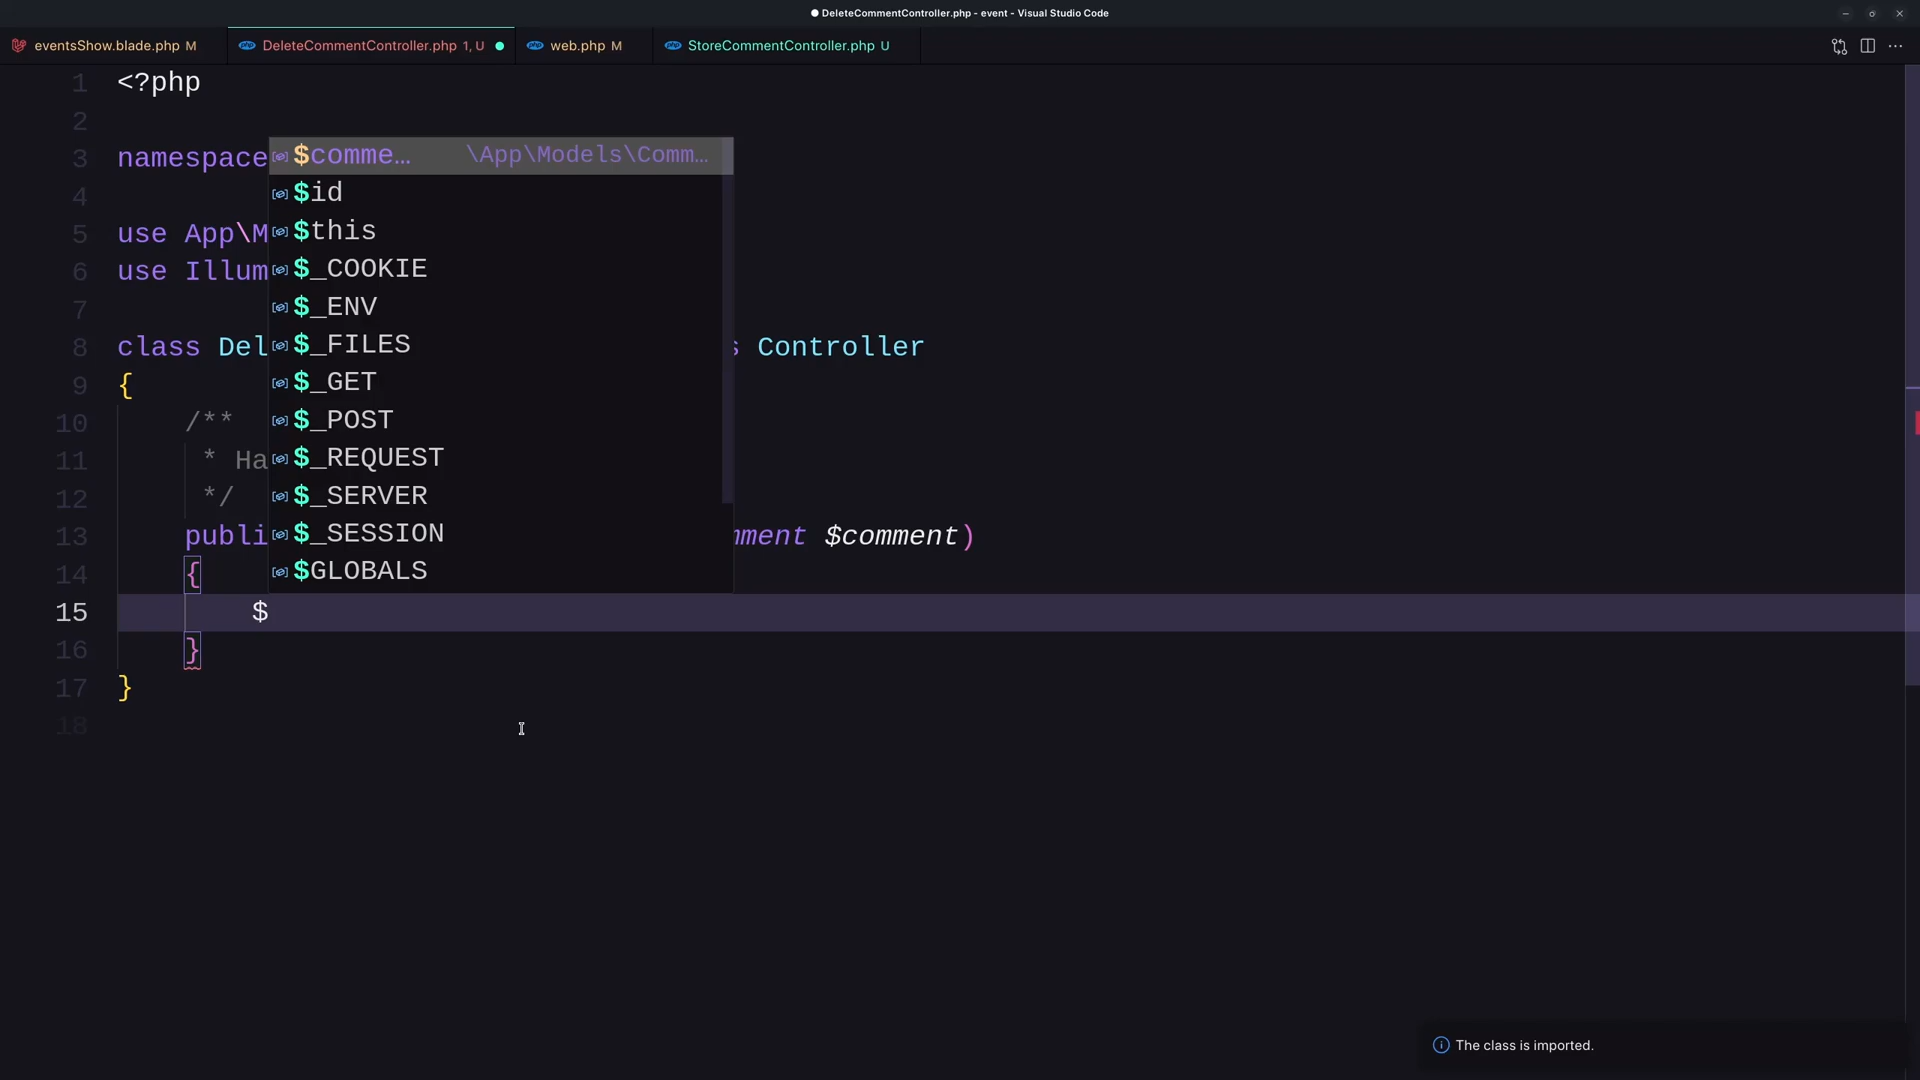 DeleteCommentController.php - event - Visual Studio Code
eventsShow.blade.php M DeleteCommentController.php 1, U web.php M StoreCommentController.php U
1 <?php
2
3 namespace
4
5 use App\M
6 use Illum
7
8 class Del s Controller
9 {
10 /**
11 * Ha
12 */
13 publi mment $comment)
14 {
15 $
16 }
17 }
18
$comme… \App\Models\Comm…
$id
$this
$_COOKIE
$_ENV
$_FILES
$_GET
$_POST
$_REQUEST
$_SERVER
$_SESSION
$GLOBALS
The class is imported.